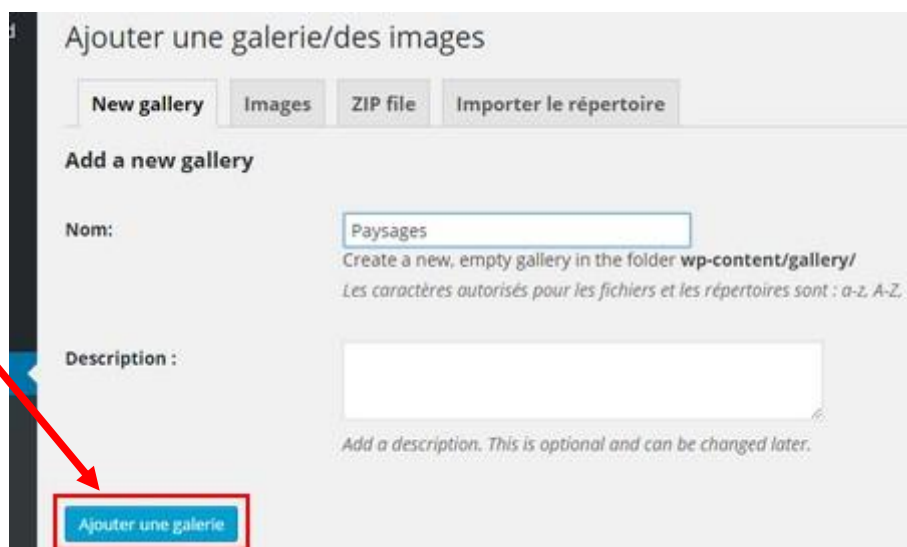 Ajouter une galerie/des images
New gallery Images ZIP file Importer le répertoire
Add a new gallery
Nom: Paysages
Create a new, empty gallery in the folder wp-content/gallery/
Les caractères autorisés pour les fichiers et les répertoires sont : a-z, A-Z,
Description :
Add a description. This is optional and can be changed later.
Ajouter une galerie